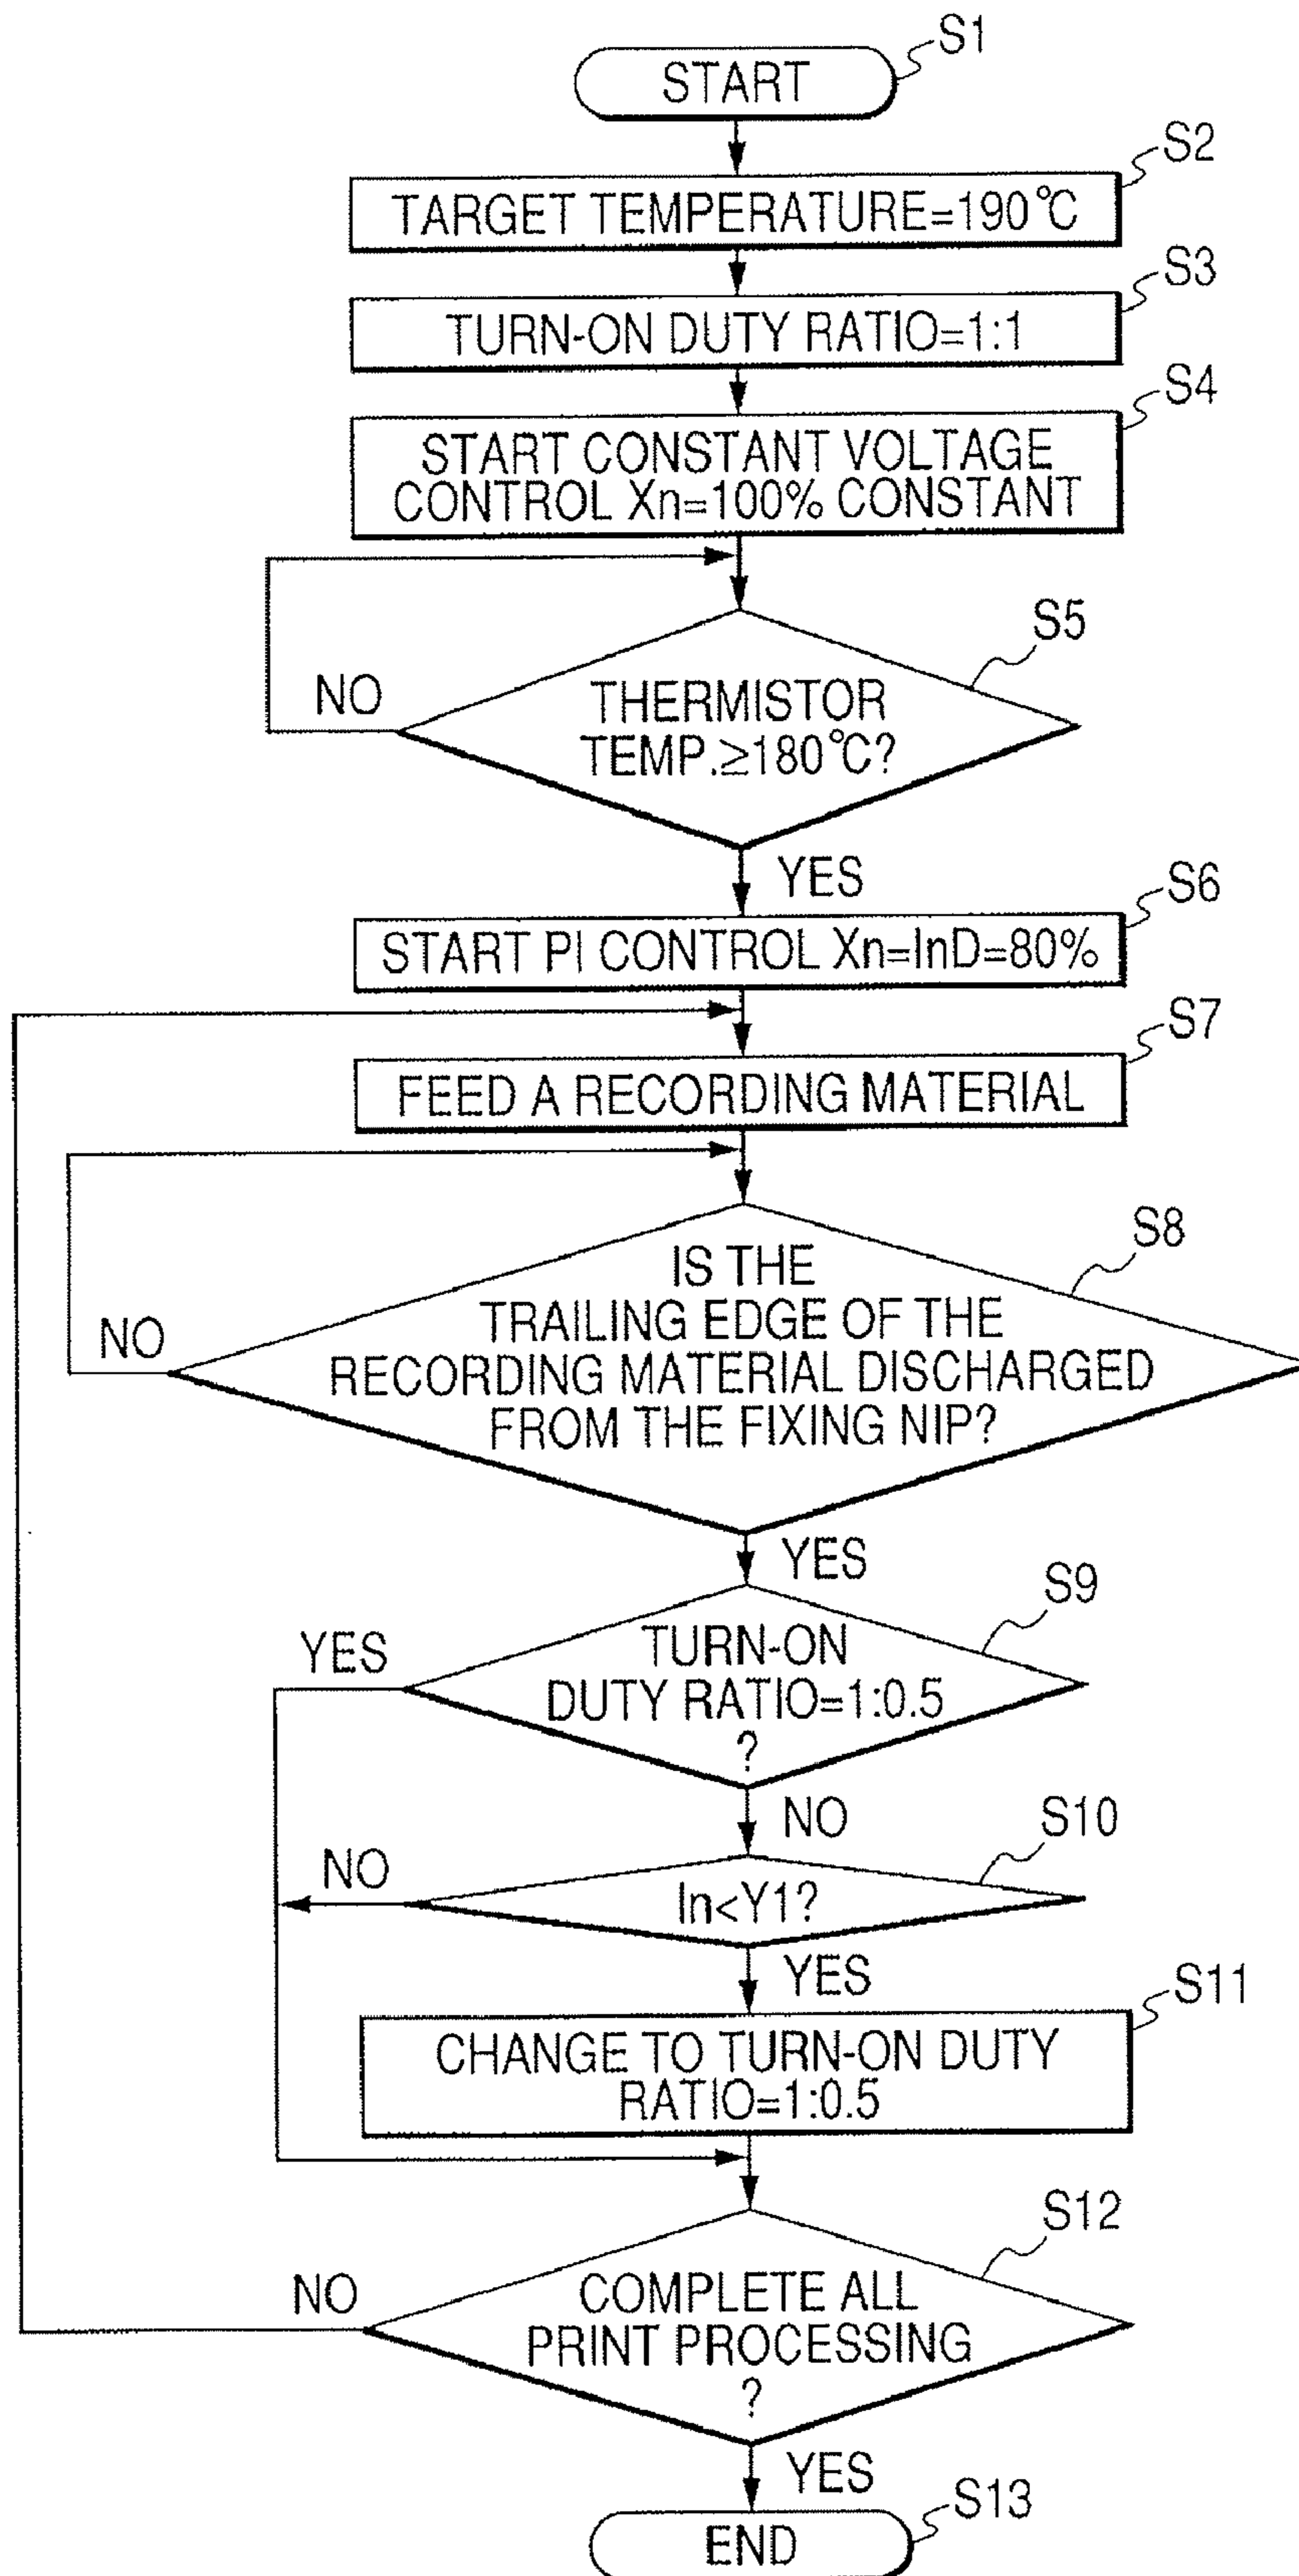 START
S1
TARGET TEMPERATURE=190°C
S2
TURN-ON DUTY RATIO=1:1
S3
START CONSTANT VOLTAGE
CONTROL Xn=100% CONSTANT
S4
THERMISTOR
TEMP.≥180°C?
S5
NO
YES
START PI CONTROL Xn=InD=80%
S6
FEED A RECORDING MATERIAL
S7
IS THE
TRAILING EDGE OF THE
RECORDING MATERIAL DISCHARGED
FROM THE FIXING NIP?
S8
NO
YES
TURN-ON
DUTY RATIO=1:0.5
?
S9
YES
NO
In<Y1?
S10
NO
YES
CHANGE TO TURN-ON DUTY
RATIO=1:0.5
S11
COMPLETE ALL
PRINT PROCESSING
?
S12
NO
YES
END
S13